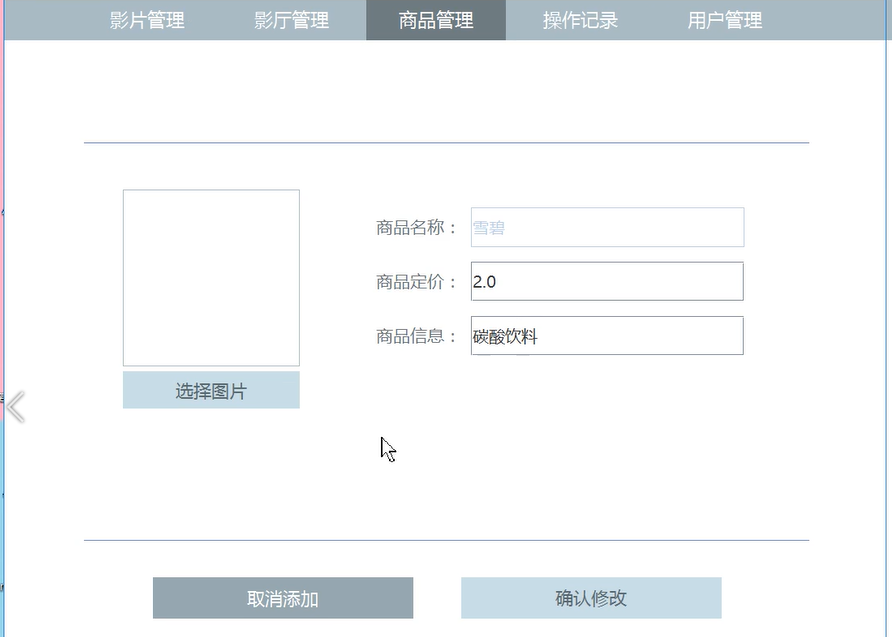 影片管理 影厅管理 商品管理 操作记录 用户管理
商品名称： 雪碧
商品定价： 2.0
商品信息： 碳酸饮料
选择图片
取消添加 确认修改